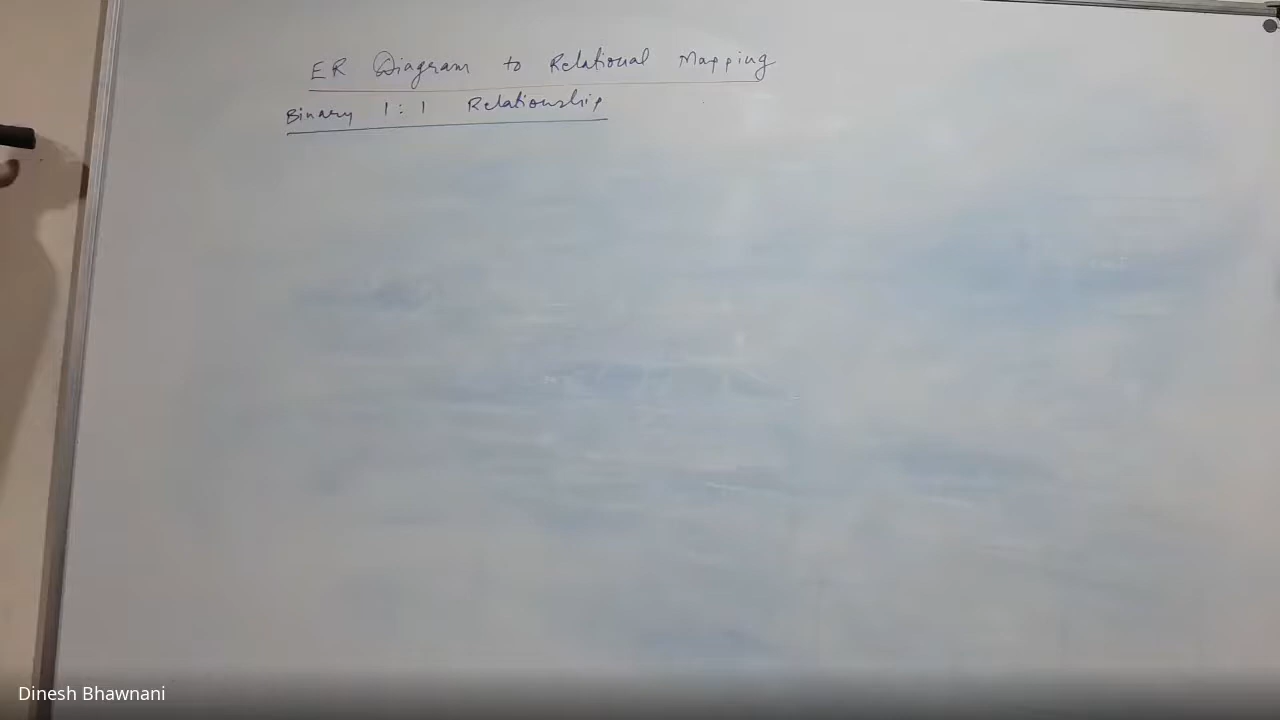 ER Diagram to Relational Mapping
Binary 1:1 Relationship
Dinesh Bhawnani